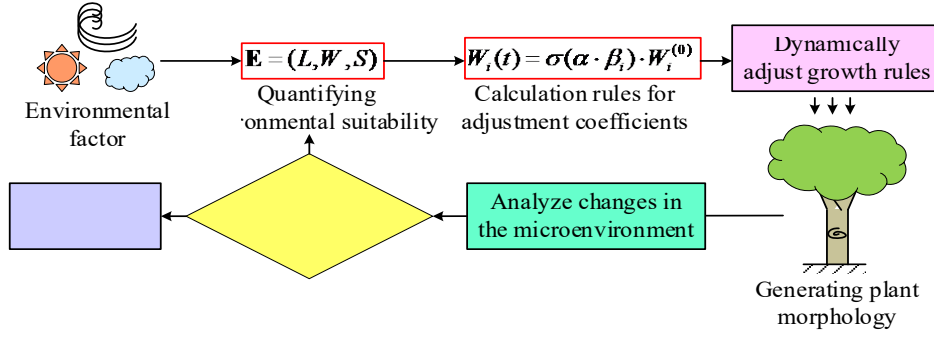 Environmental
factor
E = (L, W, S)
Quantifying
ronmental suitability
W_i(t) = σ(α · β_i) · W_i^(0)
Calculation rules for
adjustment coefficients
Dynamically
adjust growth rules
Generating plant
morphology
Analyze changes in
the microenvironment